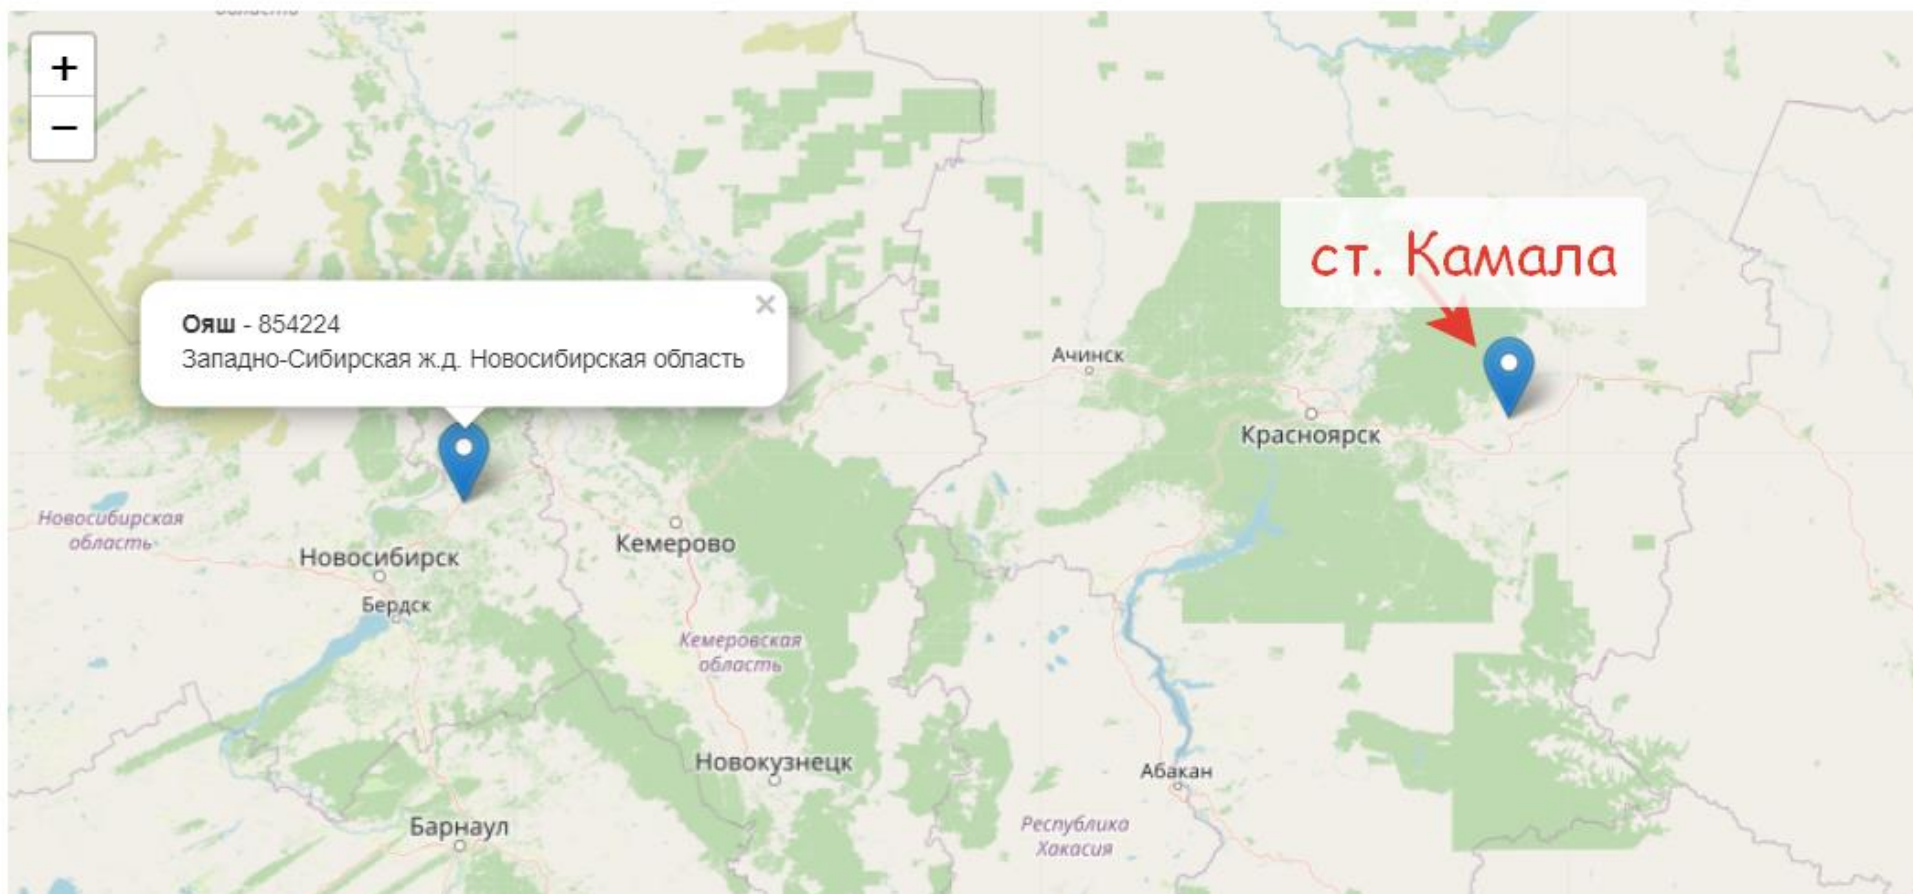 +
−
Ояш - 854224
Западно-Сибирская ж.д. Новосибирская область
×
ст. Камала
Ачинск
Красноярск
Новосибирская
область
Новосибирск
Кемерово
Бердск
Кемеровская
область
Новокузнецк
Абакан
Барнаул
Республика
Хакасия